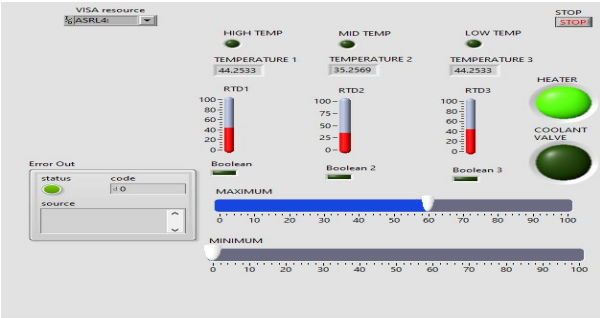 VISA resource
ASRL4:
STOP
STOP
HIGH TEMP
MID TEMP
LOW TEMP
TEMPERATURE 1
TEMPERATURE 2
TEMPERATURE 3
44.2533
35.2569
44.2533
HEATER
RTD1
RTD2
RTD3
100
80
60
40
20
0
100
75
50
25
0
100
80
60
40
20
0
COOLANT
VALVE
Boolean
Boolean 2
Boolean 3
Error Out
status
code
d 0
source
MAXIMUM
0 10 20 30 40 50 60 70 80 90 100
MINIMUM
0 10 20 30 40 50 60 70 80 90 100